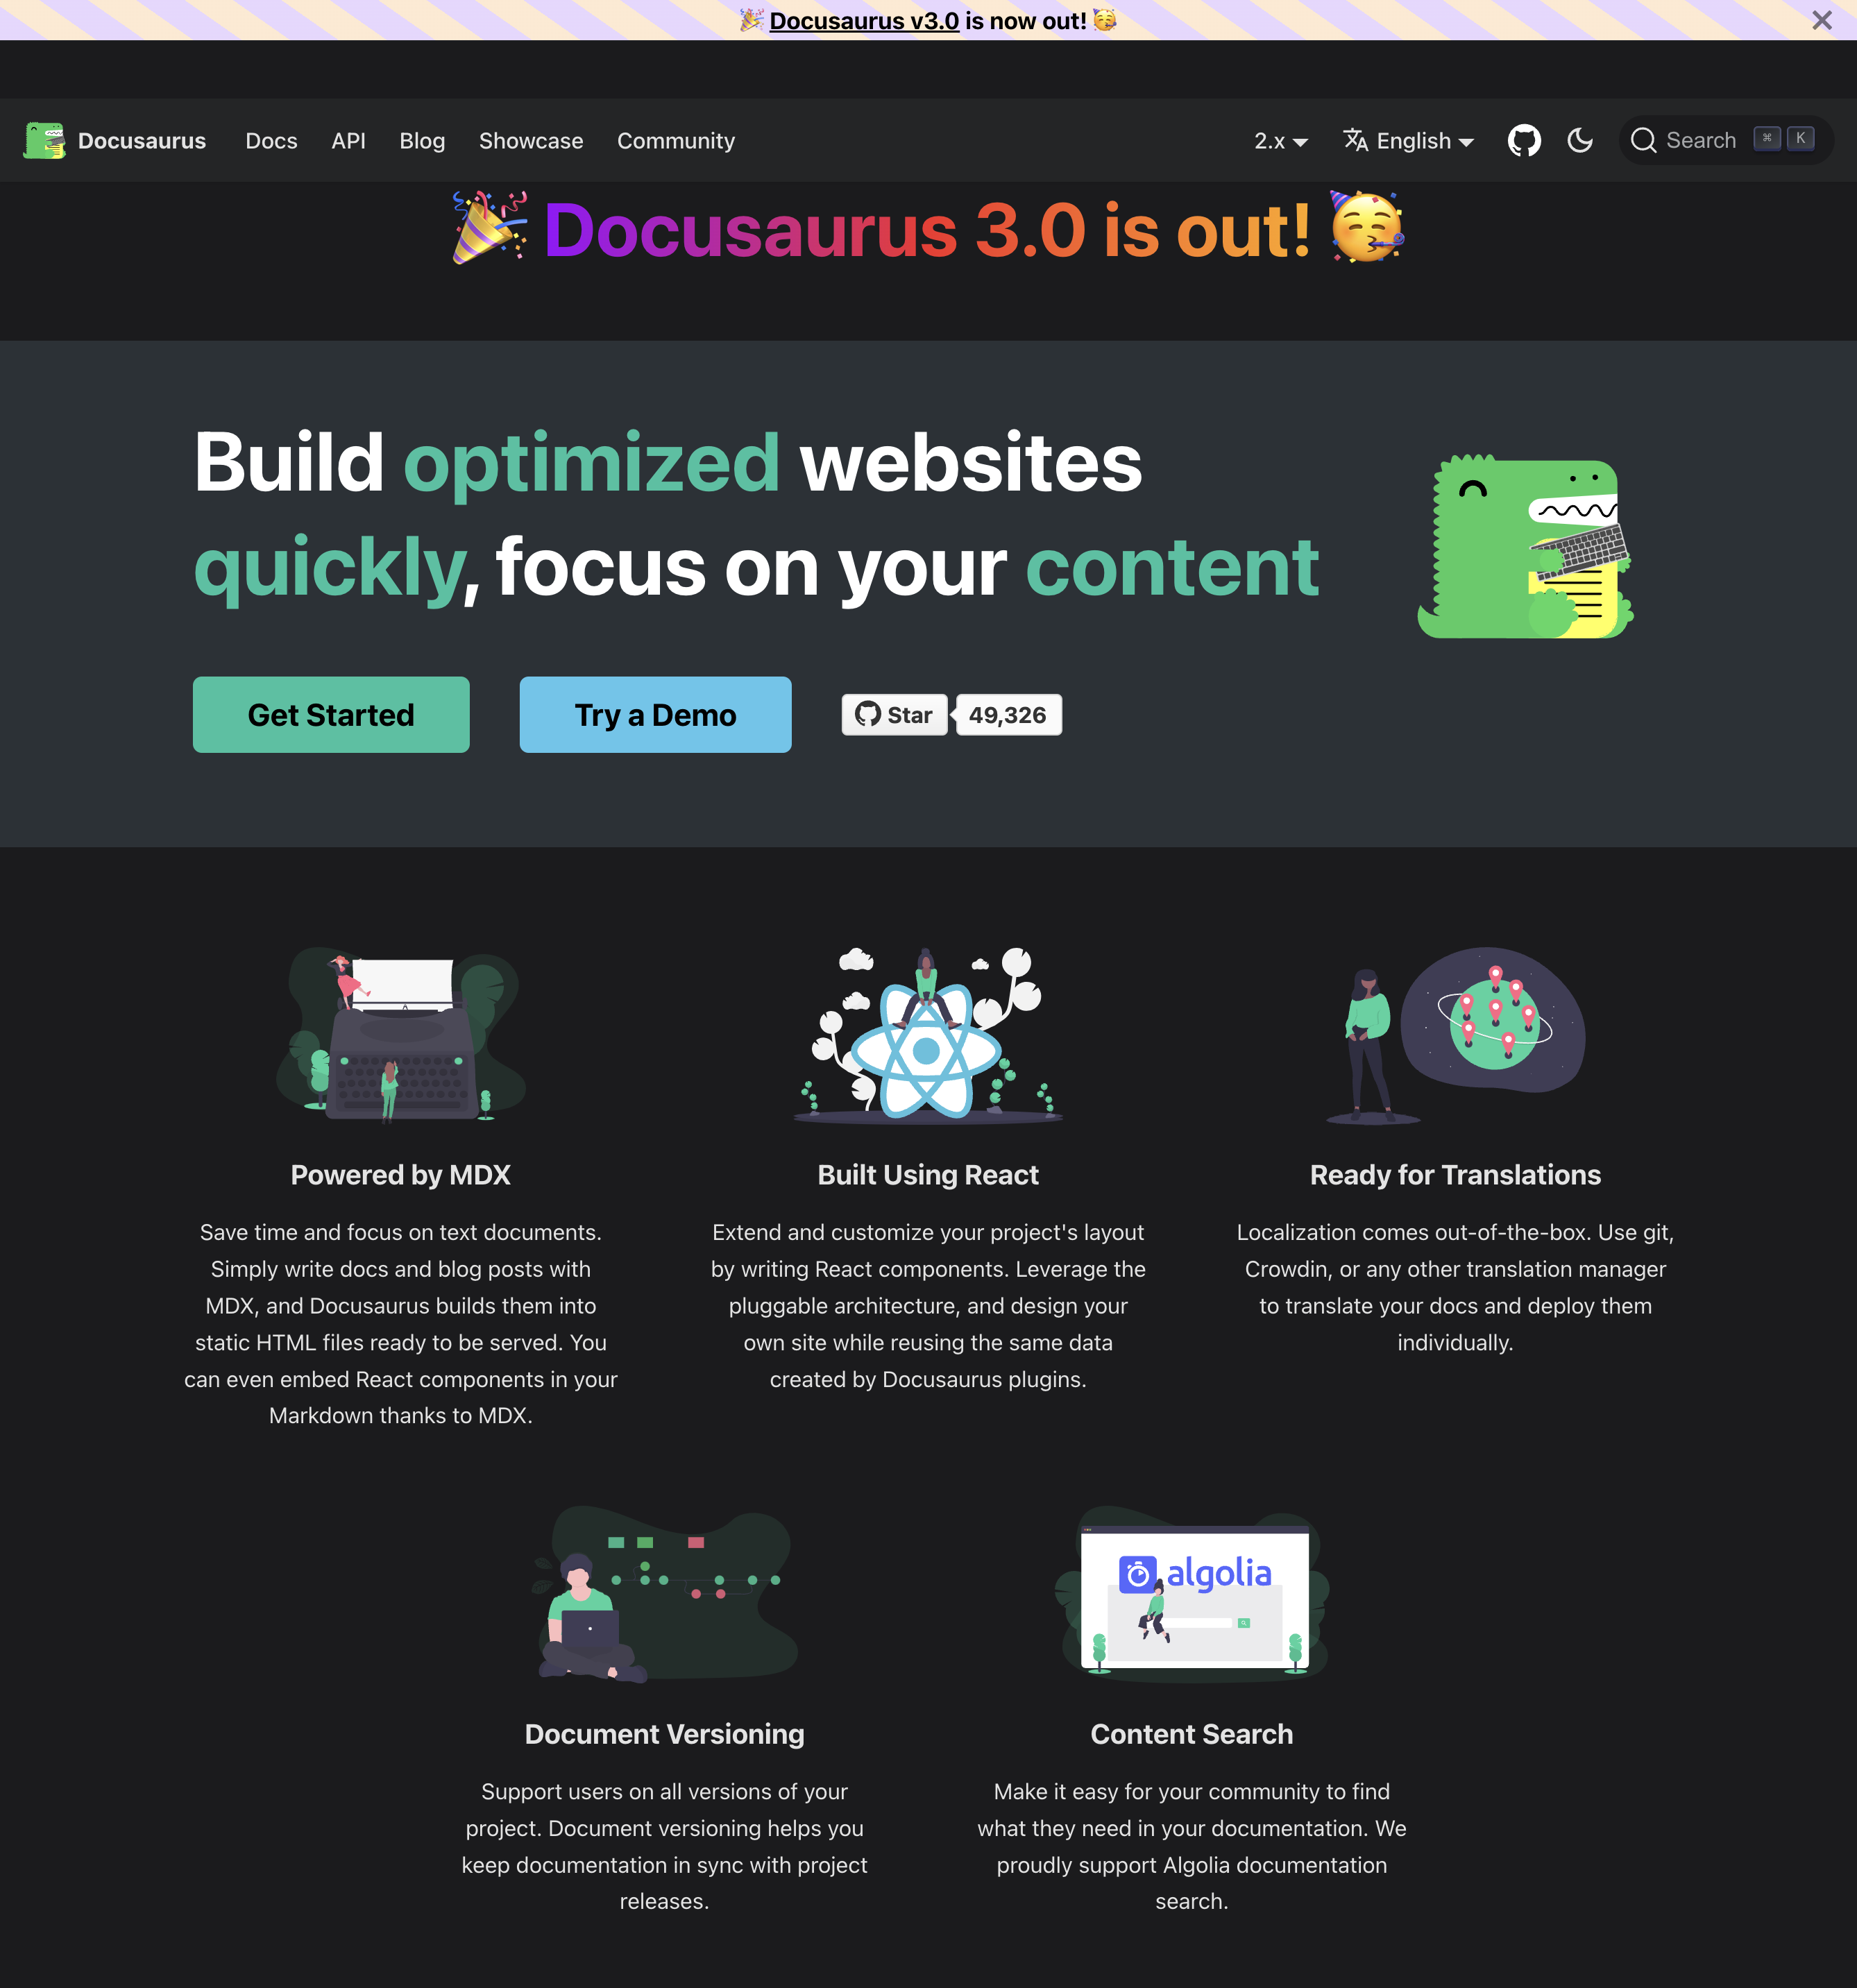 🎉 Docusaurus v3.0 is now out! 🥳
Docusaurus Docs API Blog Showcase Community 2.x English Search ⌘ K
🎉 Docusaurus 3.0 is out! 🥳
Build optimized websites
quickly, focus on your content
Get Started Try a Demo Star 49,326
Powered by MDX
Save time and focus on text documents.
Simply write docs and blog posts with
MDX, and Docusaurus builds them into
static HTML files ready to be served. You
can even embed React components in your
Markdown thanks to MDX.
Built Using React
Extend and customize your project's layout
by writing React components. Leverage the
pluggable architecture, and design your
own site while reusing the same data
created by Docusaurus plugins.
Ready for Translations
Localization comes out-of-the-box. Use git,
Crowdin, or any other translation manager
to translate your docs and deploy them
individually.
Document Versioning
Support users on all versions of your
project. Document versioning helps you
keep documentation in sync with project
releases.
algolia
Content Search
Make it easy for your community to find
what they need in your documentation. We
proudly support Algolia documentation
search.